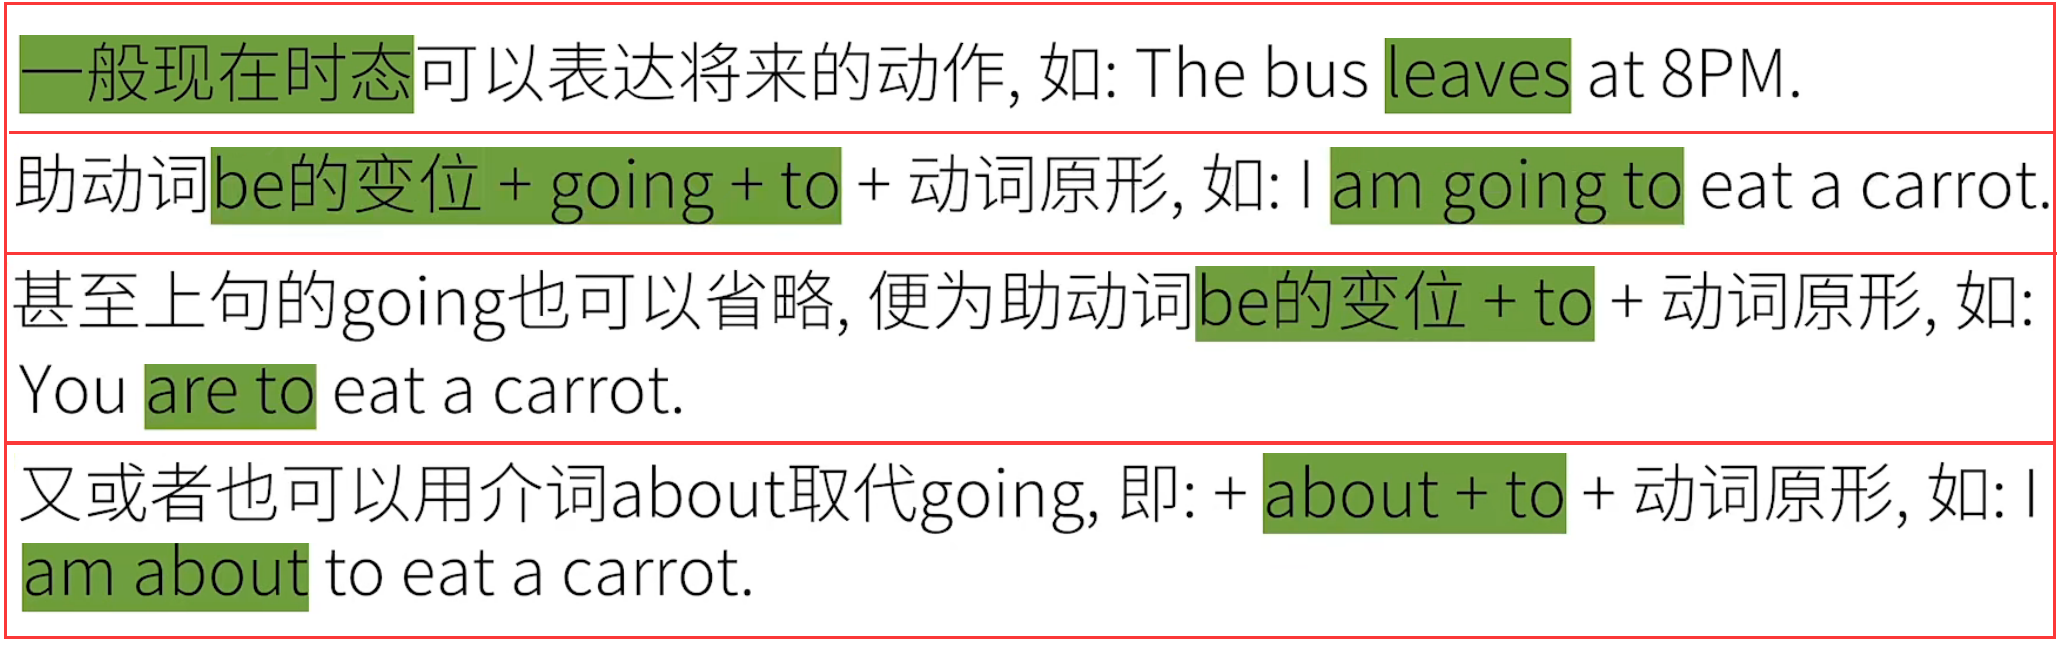 一般现在时态可以表达将来的动作, 如: The bus leaves at 8PM.
助动词be的变位 + going + to + 动词原形, 如: I am going to eat a carrot.
甚至上句的going也可以省略, 便为助动词be的变位 + to + 动词原形, 如:
You are to eat a carrot.
又或者也可以用介词about取代going, 即: + about + to + 动词原形, 如: I
am about to eat a carrot.